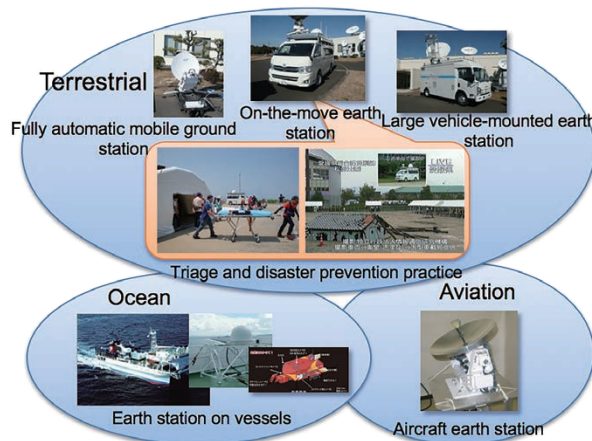 Terrestrial
Fully automatic mobile ground
station
On-the-move earth
station
Large vehicle-mounted earth
station
LIVE
Triage and disaster prevention practice
Ocean
Earth station on vessels
Aviation
Aircraft earth station